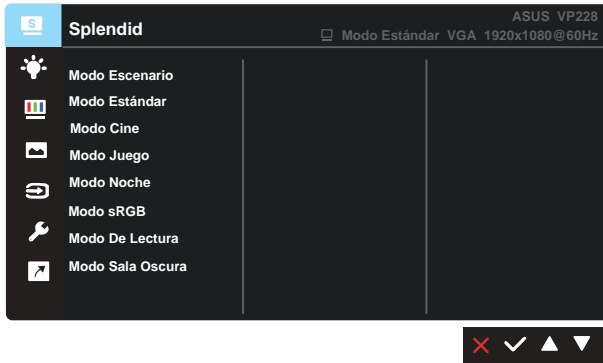 S
Splendid
ASUS VP228
Modo Estándar VGA 1920x1080@60Hz
Modo Escenario
Modo Estándar
Modo Cine
Modo Juego
Modo Noche
Modo sRGB
Modo De Lectura
Modo Sala Oscura